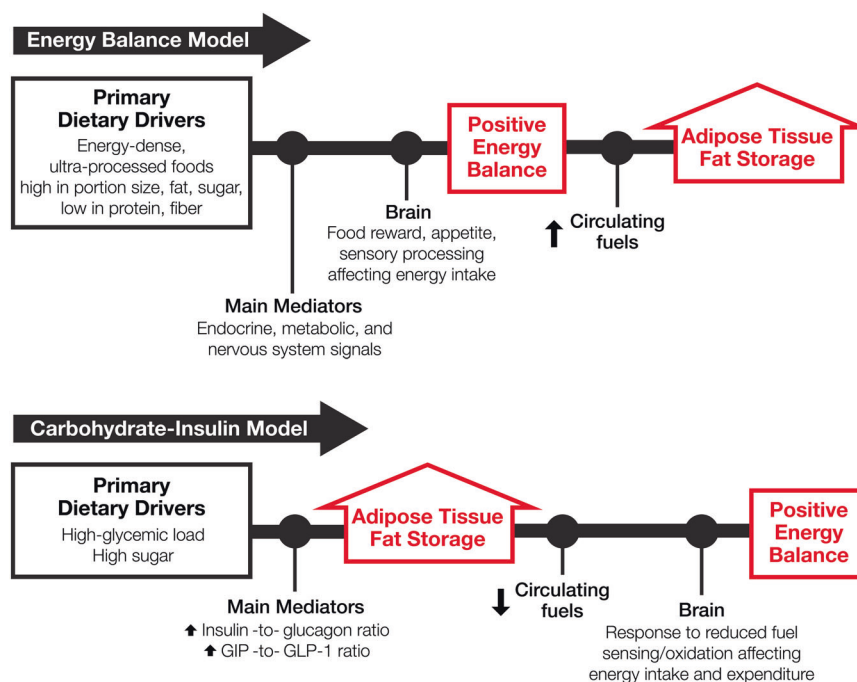 Energy Balance Model
Primary
Dietary Drivers
Energy-dense,
ultra-processed foods
high in portion size, fat, sugar,
low in protein, fiber
Main Mediators
Endocrine, metabolic, and
nervous system signals
Brain
Food reward, appetite,
sensory processing
affecting energy intake
Positive
Energy
Balance
Circulating
fuels
Adipose Tissue
Fat Storage
Carbohydrate-Insulin Model
Primary
Dietary Drivers
High-glycemic load
High sugar
Main Mediators
Insulin -to- glucagon ratio
GIP -to- GLP-1 ratio
Adipose Tissue
Fat Storage
Circulating
fuels
Brain
Response to reduced fuel
sensing/oxidation affecting
energy intake and expenditure
Positive
Energy
Balance